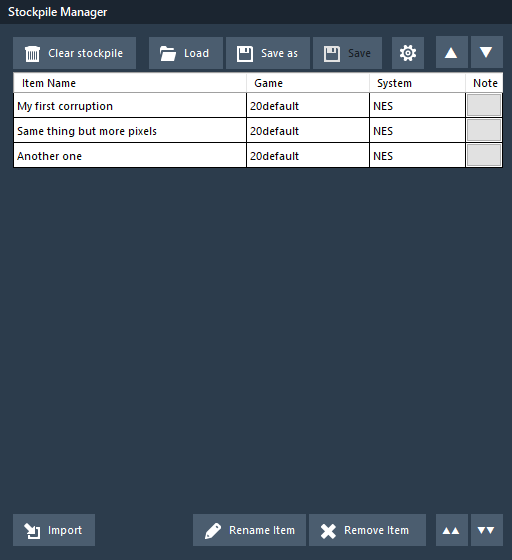 Stockpile Manager
Clear stockpile Load Save as Save
Item Name Game System Note
My first corruption 20default NES
Same thing but more pixels 20default NES
Another one 20default NES
Import Rename Item Remove Item